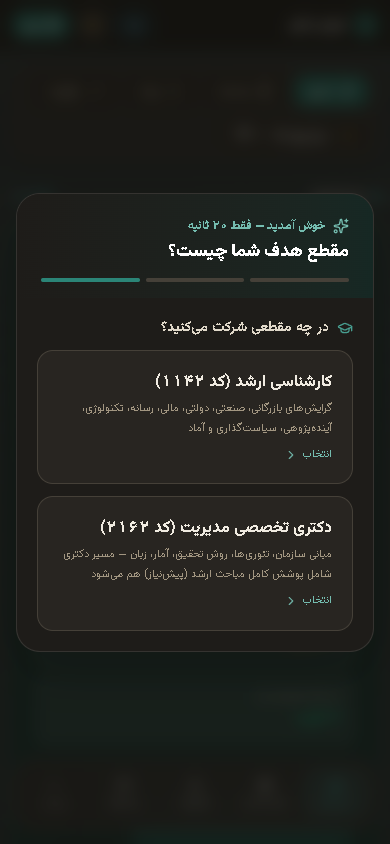 خوش آمدید — فقط ۲۰ ثانیه
مقطع هدف شما چیست؟
در چه مقطعی شرکت می‌کنید؟
کارشناسی ارشد (کد ۱۱۴۲)
گرایش‌های بازرگانی، صنعتی، دولتی، مالی، رسانه، تکنولوژی،
آینده‌پژوهی، سیاست‌گذاری و آماد
انتخاب
دکتری تخصصی مدیریت (کد ۲۱۶۲)
مبانی سازمان، تئوری‌ها، روش تحقیق، آمار، زبان — مسیر دکتری
شامل پوشش کامل مباحث ارشد (پیش‌نیاز) هم می‌شود
انتخاب